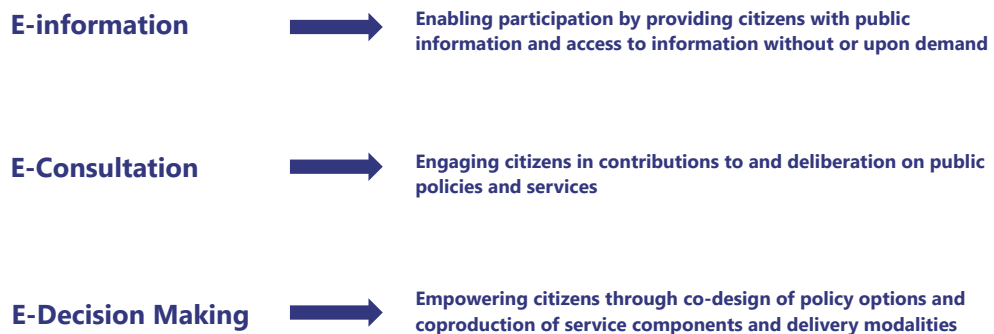 E-information
Enabling participation by providing citizens with public
information and access to information without or upon demand
E-Consultation
Engaging citizens in contributions to and deliberation on public
policies and services
E-Decision Making
Empowering citizens through co-design of policy options and
coproduction of service components and delivery modalities